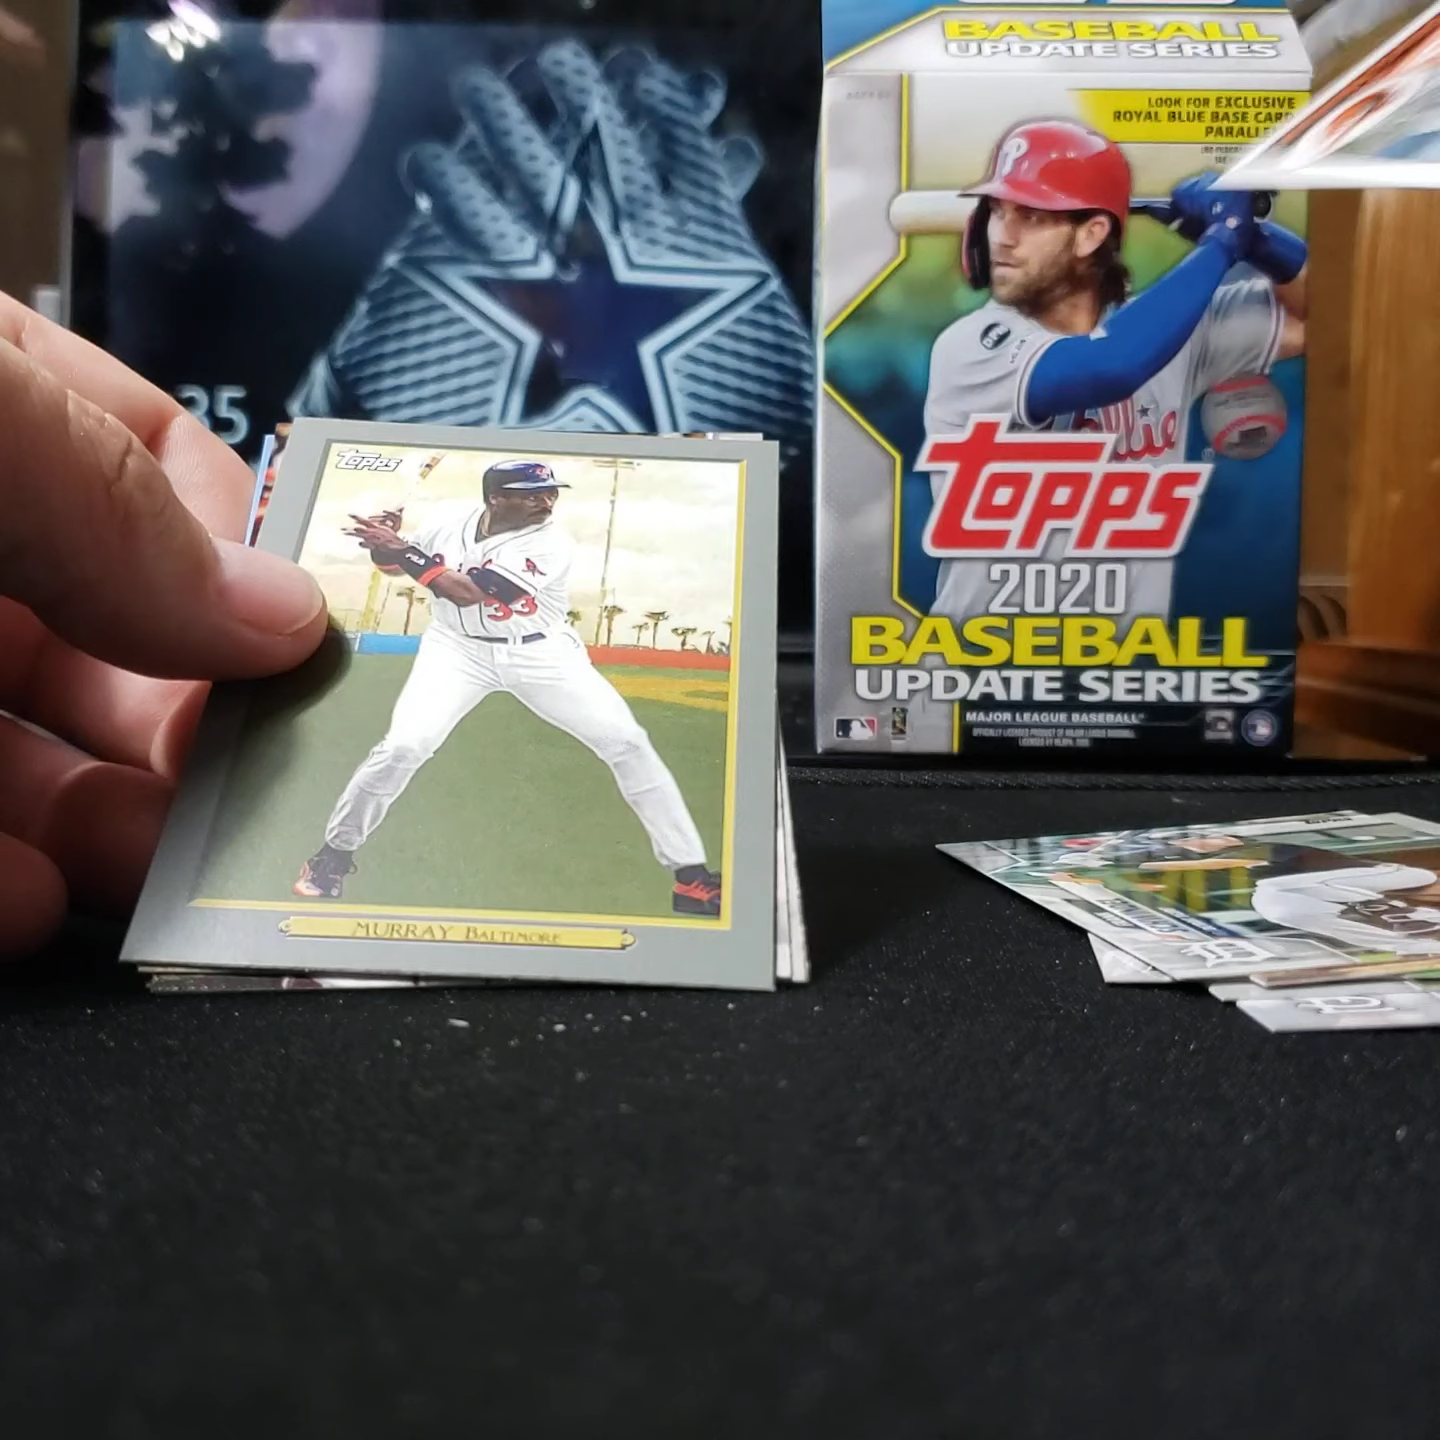 BASEBALL
UPDATE SERIES
LOOK FOR EXCLUSIVE
ROYAL BLUE BASE CARD
topps
2020
BASEBALL
UPDATE SERIES
MAJOR LEAGUE BASEBALL
35
topps
33
MURRAY BALTIMORE